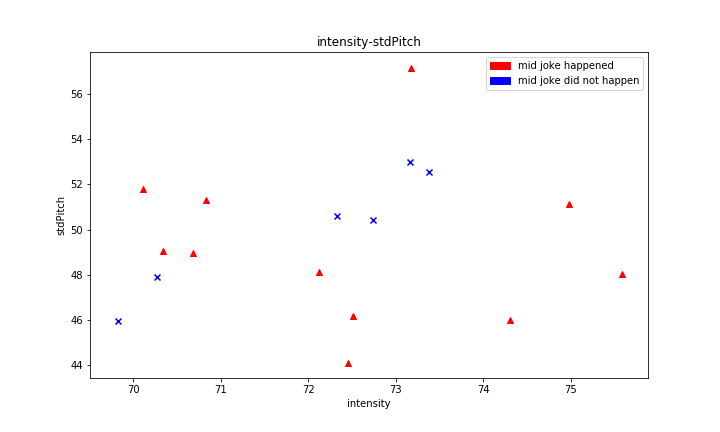 intensity-stdPitch
mid joke happened
mid joke did not happen
56
54
52
50
48
46
44
stdPitch
70 71 72 73 74 75
intensity